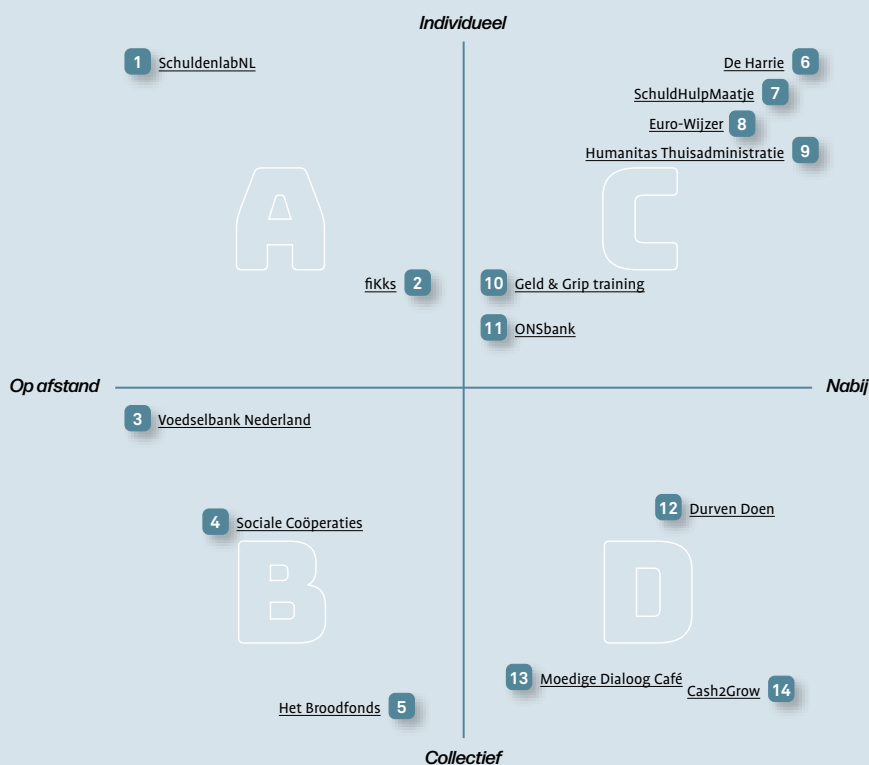 Individueel
1 SchuldenlabNL
De Harrie 6
SchuldHulpMaatje 7
Euro-Wijzer 8
Humanitas Thuisadministratie 9
A
C
fiKks 2
10 Geld & Grip training
11 ONSbank
Op afstand
Nabij
3 Voedselbank Nederland
12 Durven Doen
4 Sociale Coöperaties
B
D
13 Moedige Dialoog Café
Cash2Grow 14
Het Broodfonds 5
Collectief